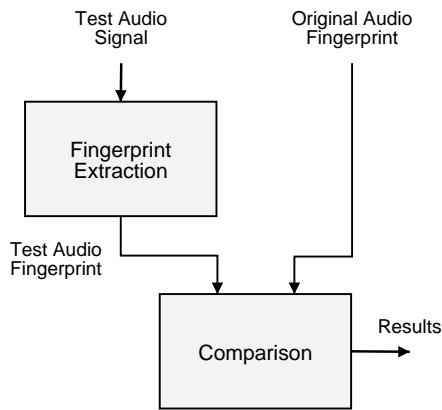 Test Audio
Signal
Original Audio
Fingerprint
Fingerprint
Extraction
Test Audio
Fingerprint
Results
Comparison